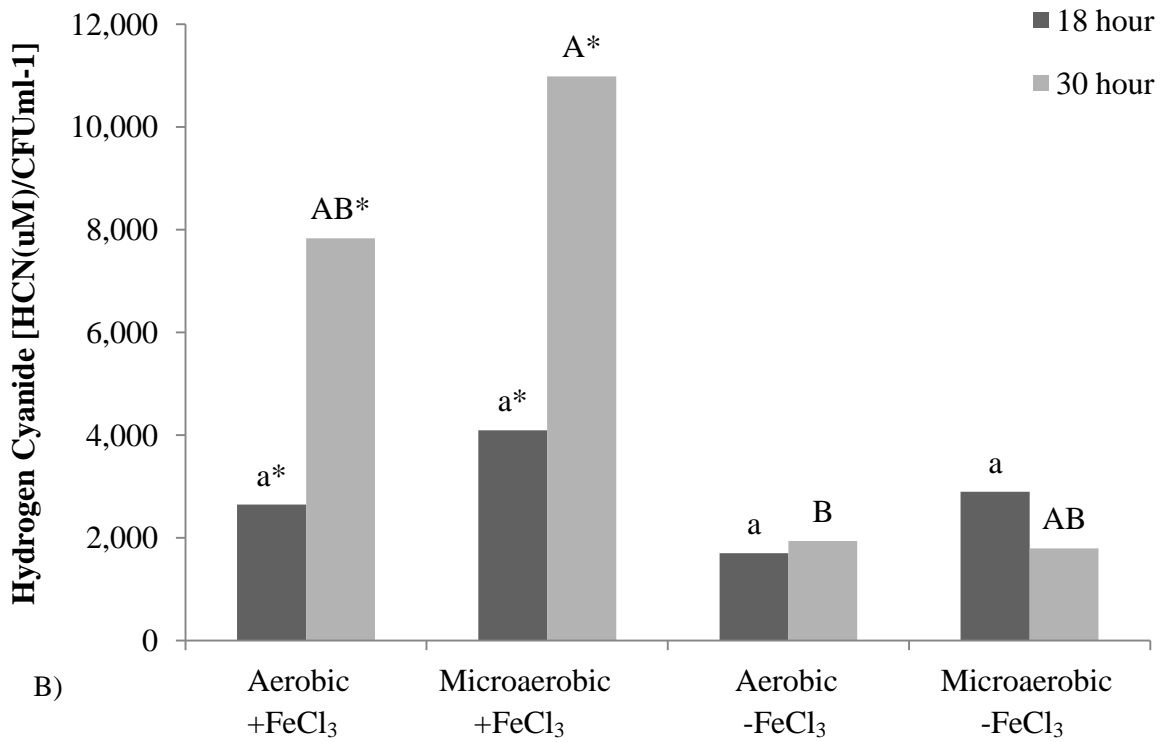 Hydrogen Cyanide [HCN(uM)/CFUml-1]
12,000
10,000
8,000
6,000
4,000
2,000
0
18 hour
30 hour
a*
AB*
a*
A*
a
B
a
AB
B)
Aerobic
+FeCl₃
Microaerobic
+FeCl₃
Aerobic
-FeCl₃
Microaerobic
-FeCl₃